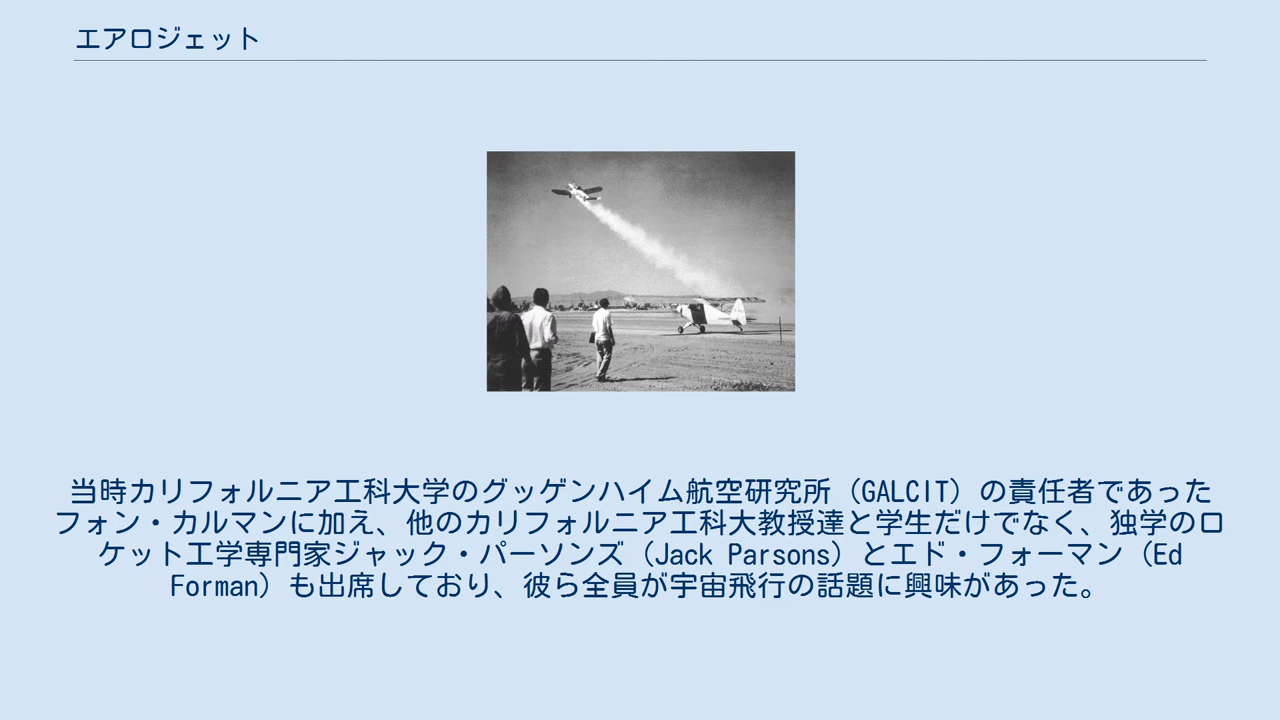 エアロジェット
当時カリフォルニア工科大学のグッゲンハイム航空研究所（GALCIT）の責任者であった
フォン・カルマンに加え、他のカリフォルニア工科大教授達と学生だけでなく、独学のロ
ケット工学専門家ジャック・パーソンズ（Jack Parsons）とエド・フォーマン（Ed
Forman）も出席しており、彼ら全員が宇宙飛行の話題に興味があった。